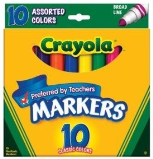 10 ASSORTED COLORS
BROAD LINE
Crayola
Preferred by Teachers
MARKERS
10
CLASSIC COLORS